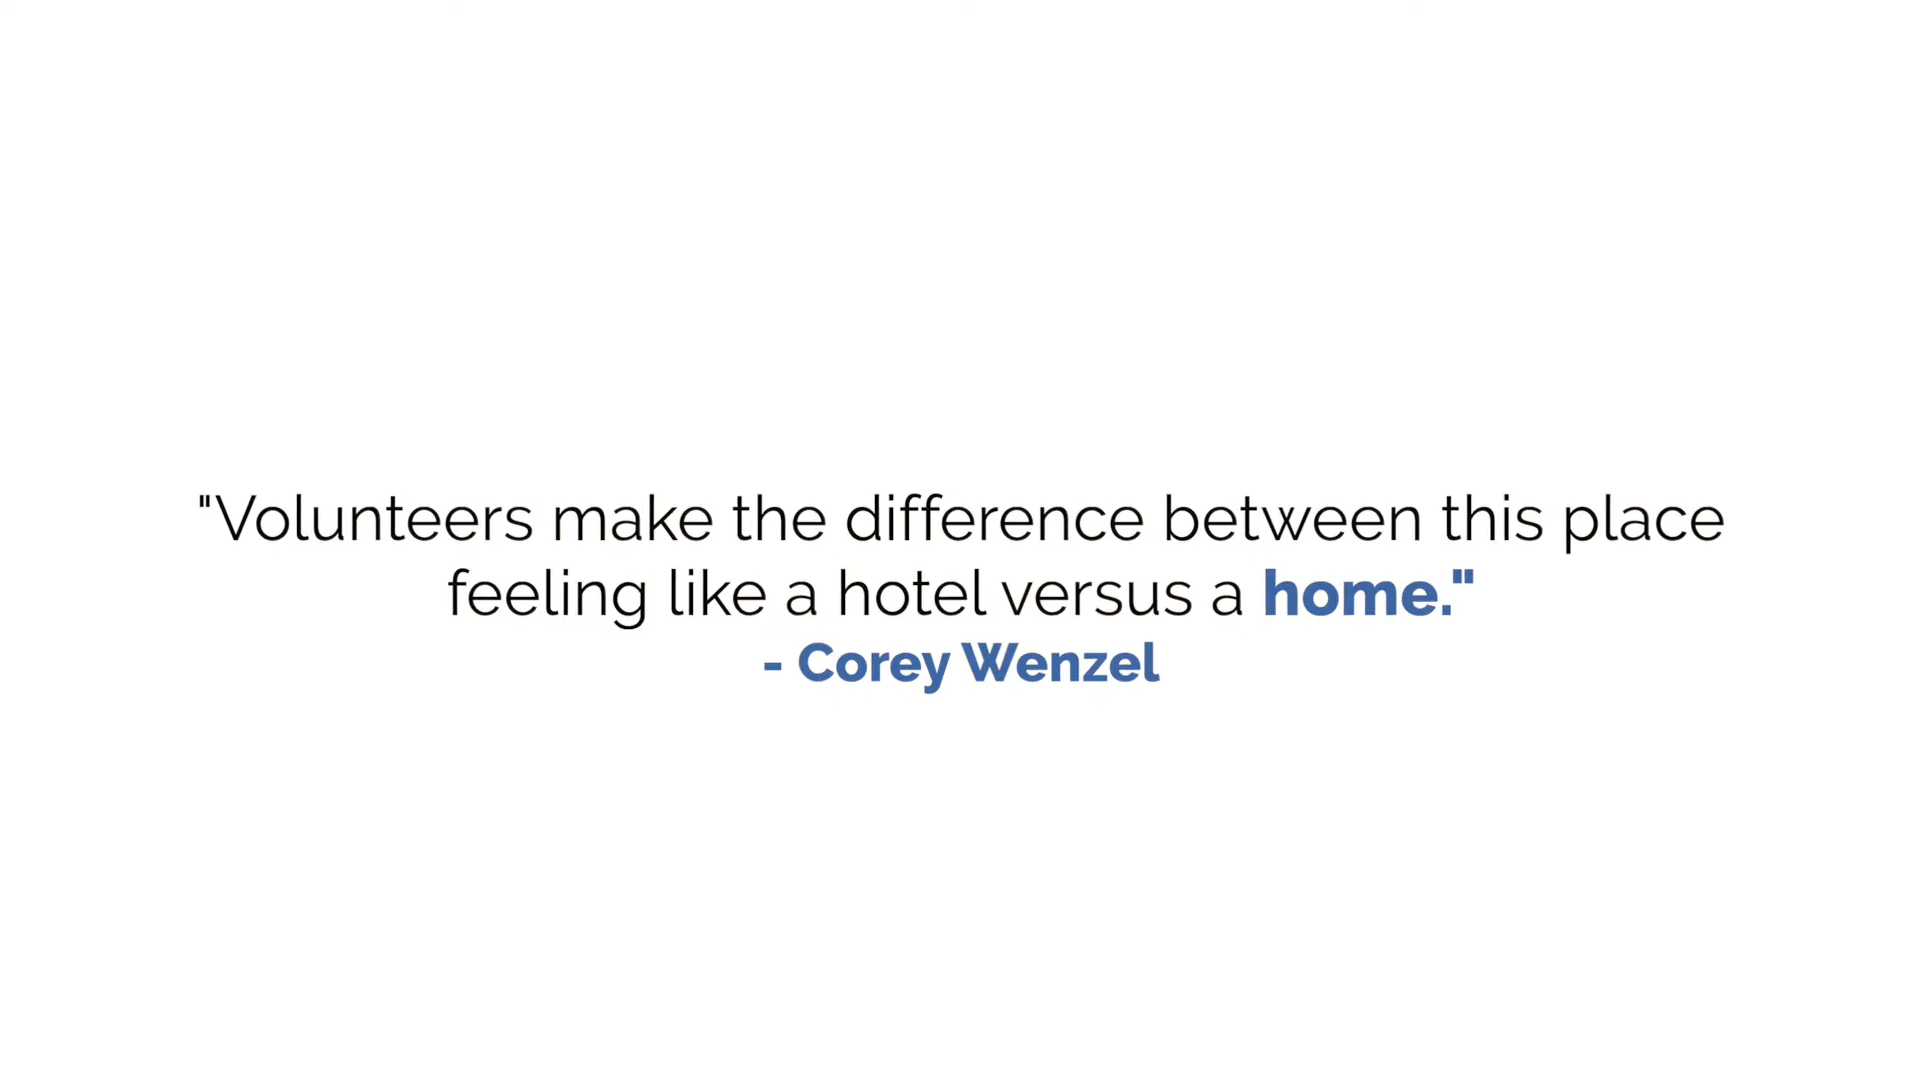 "Volunteers make the difference between this place
feeling like a hotel versus a home."
- Corey Wenzel